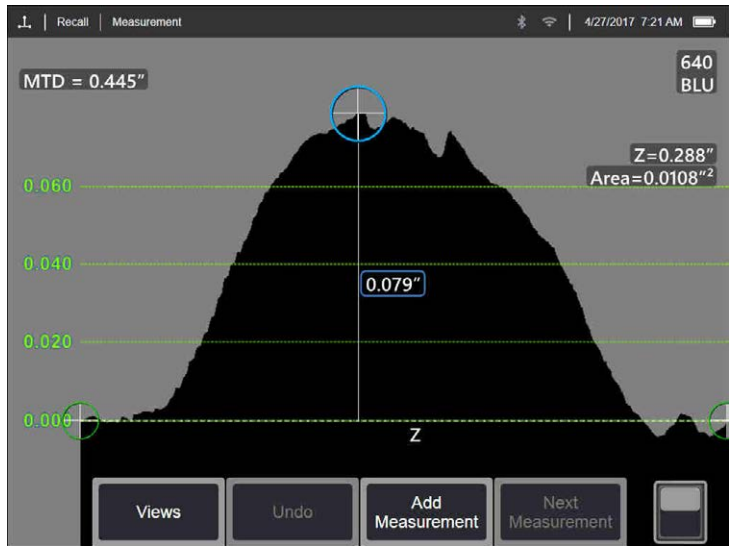 Recall | Measurement
4/27/2017 7:21 AM
MTD = 0.445"
640
BLU
Z=0.288"
Area=0.0108"²
0.060
0.040
0.079"
0.020
0.000
Z
Views
Undo
Add
Measurement
Next
Measurement